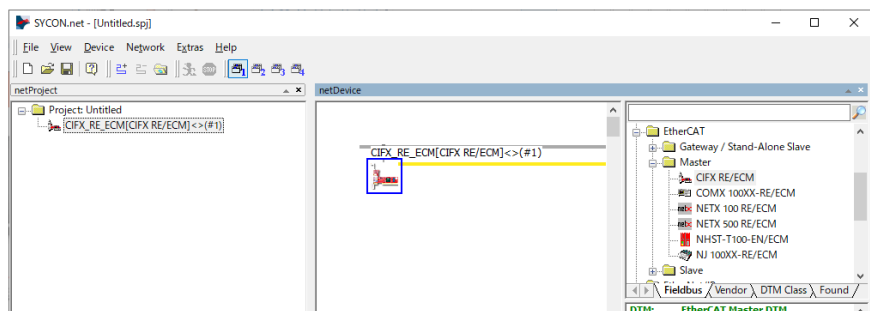 SYCON.net - [Untitled.spj]
File View Device Network Extras Help
netProject
netDevice
Project: Untitled
CIFX_RE_ECM[CIFX RE/ECM]<>(#1)
CIFX_RE_ECM[CIFX RE/ECM]<>(#1)
EtherCAT
Gateway / Stand-Alone Slave
Master
CIFX RE/ECM
COMX 100XX-RE/ECM
NETX 100 RE/ECM
NETX 500 RE/ECM
NHST-T100-EN/ECM
NJ 100XX-RE/ECM
Slave
Fieldbus Vendor DTM Class Found
DTM: EtherCAT Master DTM